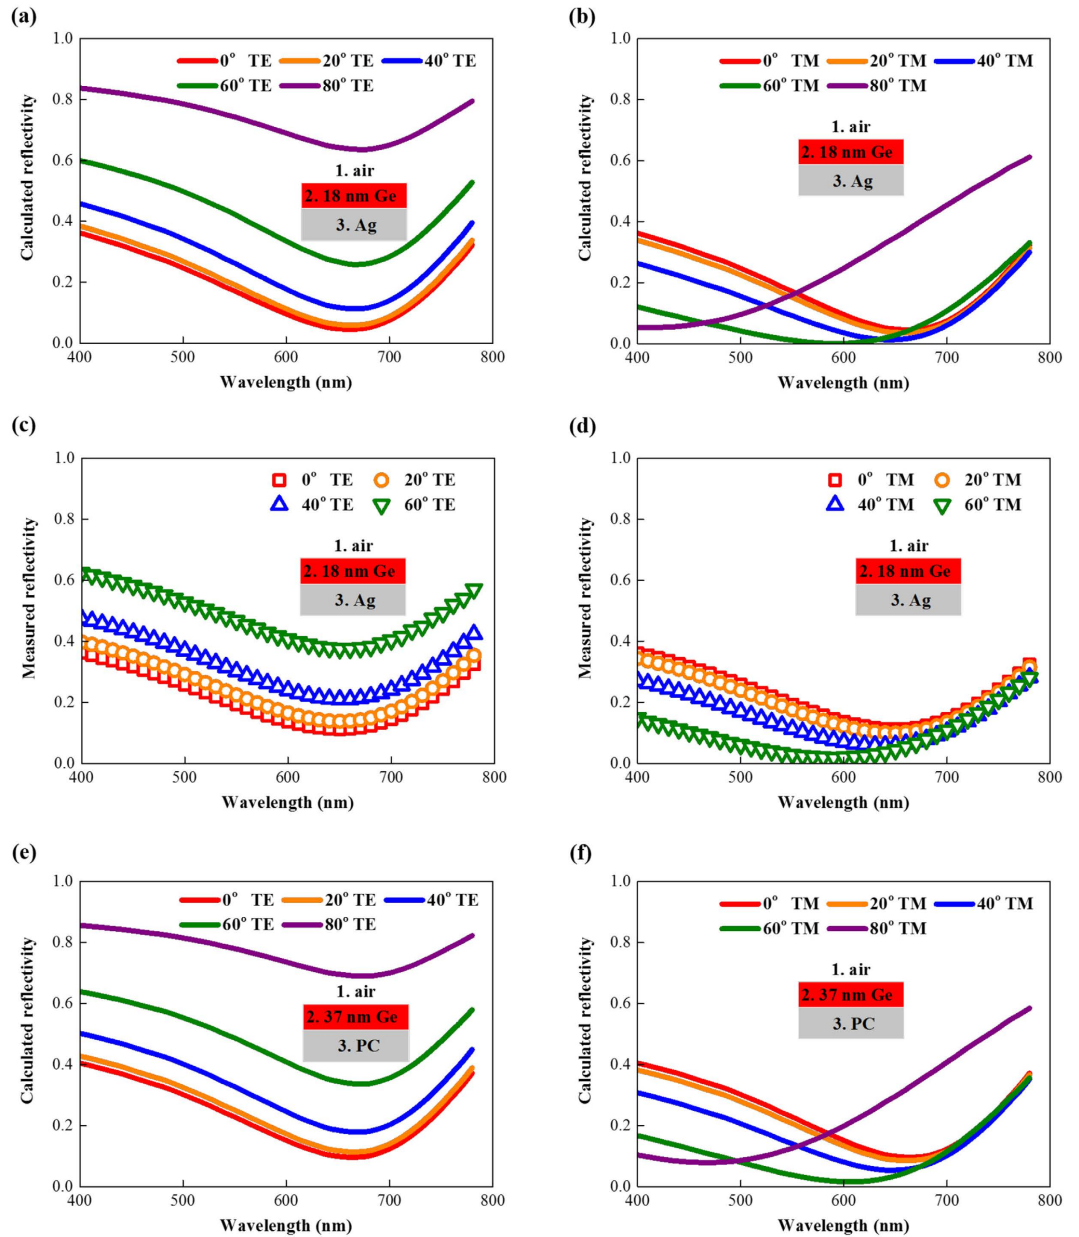 (a)
1.0
0.8
0.6
0.4
0.2
0.0
Calculated reflectivity
0° TE 20° TE 40° TE
60° TE 80° TE
1. air
2. 18 nm Ge
3. Ag
400 500 600 700 800
Wavelength (nm)
(b)
1.0
0.8
0.6
0.4
0.2
0.0
Calculated reflectivity
0° TM 20° TM 40° TM
60° TM 80° TM
1. air
2. 18 nm Ge
3. Ag
400 500 600 700 800
Wavelength (nm)
(c)
1.0
0.8
0.6
0.4
0.2
0.0
Measured reflectivity
0° TE 20° TE
40° TE 60° TE
1. air
2. 18 nm Ge
3. Ag
400 500 600 700 800
Wavelength (nm)
(d)
1.0
0.8
0.6
0.4
0.2
0.0
Measured reflectivity
0° TM 20° TM
40° TM 60° TM
1. air
2. 18 nm Ge
3. Ag
400 500 600 700 800
Wavelength (nm)
(e)
1.0
0.8
0.6
0.4
0.2
0.0
Calculated reflectivity
0° TE 20° TE 40° TE
60° TE 80° TE
1. air
2. 37 nm Ge
3. PC
400 500 600 700 800
Wavelength (nm)
(f)
1.0
0.8
0.6
0.4
0.2
0.0
Calculated reflectivity
0° TM 20° TM 40° TM
60° TM 80° TM
1. air
2. 37 nm Ge
3. PC
400 500 600 700 800
Wavelength (nm)